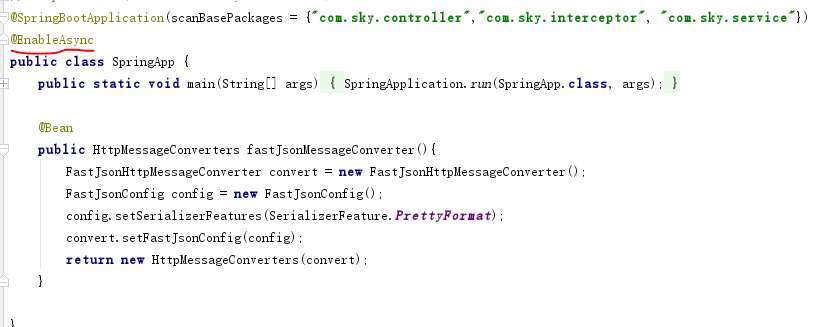 @SpringBootApplication(scanBasePackages = {"com.sky.controller","com.sky.interceptor", "com.sky.service"})
@EnableAsync
public class SpringApp {
public static void main(String[] args) { SpringApplication.run(SpringApp.class, args); }
@Bean
public HttpMessageConverters fastJsonMessageConverter(){
FastJsonHttpMessageConverter convert = new FastJsonHttpMessageConverter();
FastJsonConfig config = new FastJsonConfig();
config.setSerializerFeatures(SerializerFeature.PrettyFormat);
convert.setFastJsonConfig(config);
return new HttpMessageConverters(convert);
}
}